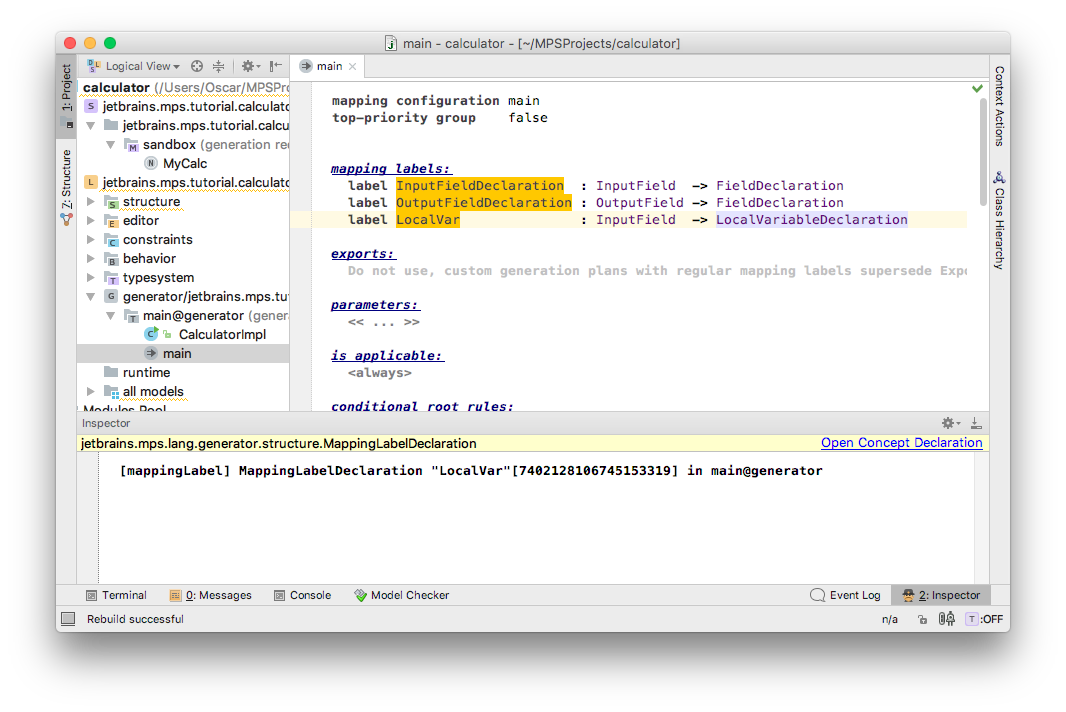 main - calculator - [~/MPSProjects/calculator]
1: Project
Z: Structure
Logical View
main
calculator (/Users/Oscar/MPSPro
S jetbrains.mps.tutorial.calculato
jetbrains.mps.tutorial.calcu
M sandbox (generation req
N MyCalc
L jetbrains.mps.tutorial.calculato
S structure
E editor
C constraints
B behavior
T typesystem
G generator/jetbrains.mps.tut
T main@generator (genera
C CalculatorImpl
main
runtime
all models
Modules Pool
mapping configuration main
top-priority group false
mapping labels:
label InputFieldDeclaration : InputField -> FieldDeclaration
label OutputFieldDeclaration : OutputField -> FieldDeclaration
label LocalVar : InputField -> LocalVariableDeclaration
exports:
Do not use, custom generation plans with regular mapping labels supersede Expo
parameters:
<< ... >>
is applicable:
<always>
conditional root rules:
Context Actions
Class Hierarchy
Inspector
jetbrains.mps.lang.generator.structure.MappingLabelDeclaration
Open Concept Declaration
[mappingLabel] MappingLabelDeclaration "LocalVar"[7402128106745153319] in main@generator
Terminal
0: Messages
Console
Model Checker
Event Log
2: Inspector
Rebuild successful
n/a
T :OFF